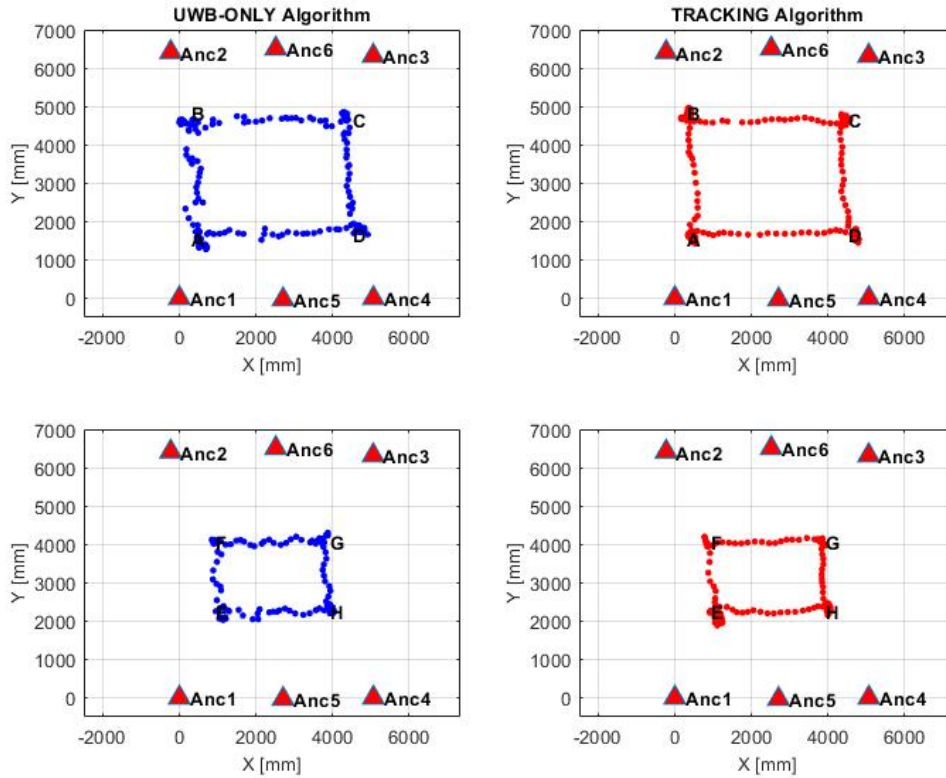 UWB-ONLY Algorithm
TRACKING Algorithm
7000
Anc2
Anc6
Anc3
6000
5000
B
C
4000
Y [mm]
3000
2000
A
D
1000
0
Anc1
Anc5
Anc4
-2000
0
2000
4000
6000
X [mm]
7000
Anc2
Anc6
Anc3
6000
5000
B
C
4000
Y [mm]
3000
2000
A
D
1000
0
Anc1
Anc5
Anc4
-2000
0
2000
4000
6000
X [mm]
7000
Anc2
Anc6
Anc3
6000
5000
4000
F
G
Y [mm]
3000
2000
E
H
1000
0
Anc1
Anc5
Anc4
-2000
0
2000
4000
6000
X [mm]
7000
Anc2
Anc6
Anc3
6000
5000
4000
F
G
Y [mm]
3000
2000
E
H
1000
0
Anc1
Anc5
Anc4
-2000
0
2000
4000
6000
X [mm]